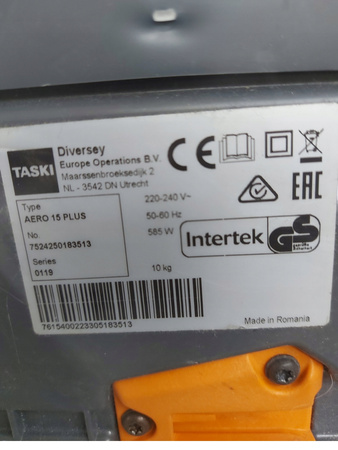 TASKI
Diversey
Europe Operations B.V.
Maarssenbroeksedijk 2
NL - 3542 DN Utrecht
CE
EAC
Type
AERO 15 PLUS
No.
7524250183513
Series
0119
220-240 V~
50-60 Hz
585 W
10 kg
Intertek
GS
7615400223305183513
Made in Romania